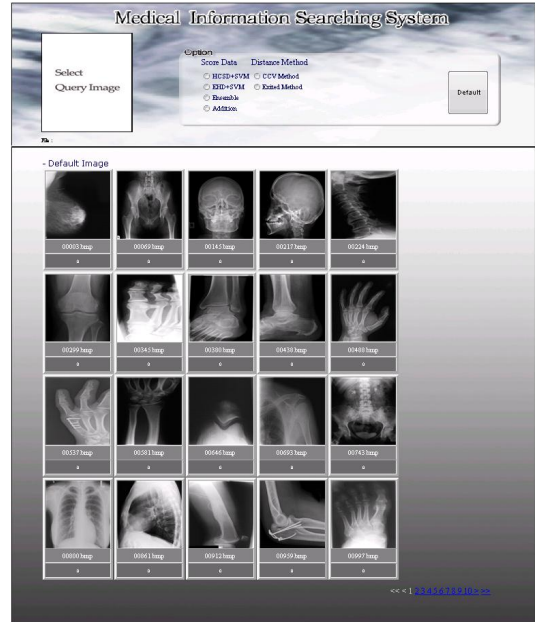 Medical Information Searching System
Option
Score Data Distance Method
HCSD+SVM CCV Method
EHD+SVM Exited Method
Ensemble
Addition
Select
Query Image
Default
File :
- Default Image
00003.bmp 00069.bmp 00145.bmp 00217.bmp 00224.bmp
00299.bmp 00345.bmp 00380.bmp 00438.bmp 00488.bmp
00537.bmp 00581.bmp 00646.bmp 00693.bmp 00743.bmp
00800.bmp 00861.bmp 00912.bmp 00959.bmp 00997.bmp
<< < 1 2 3 4 5 6 7 8 9 10 > >>